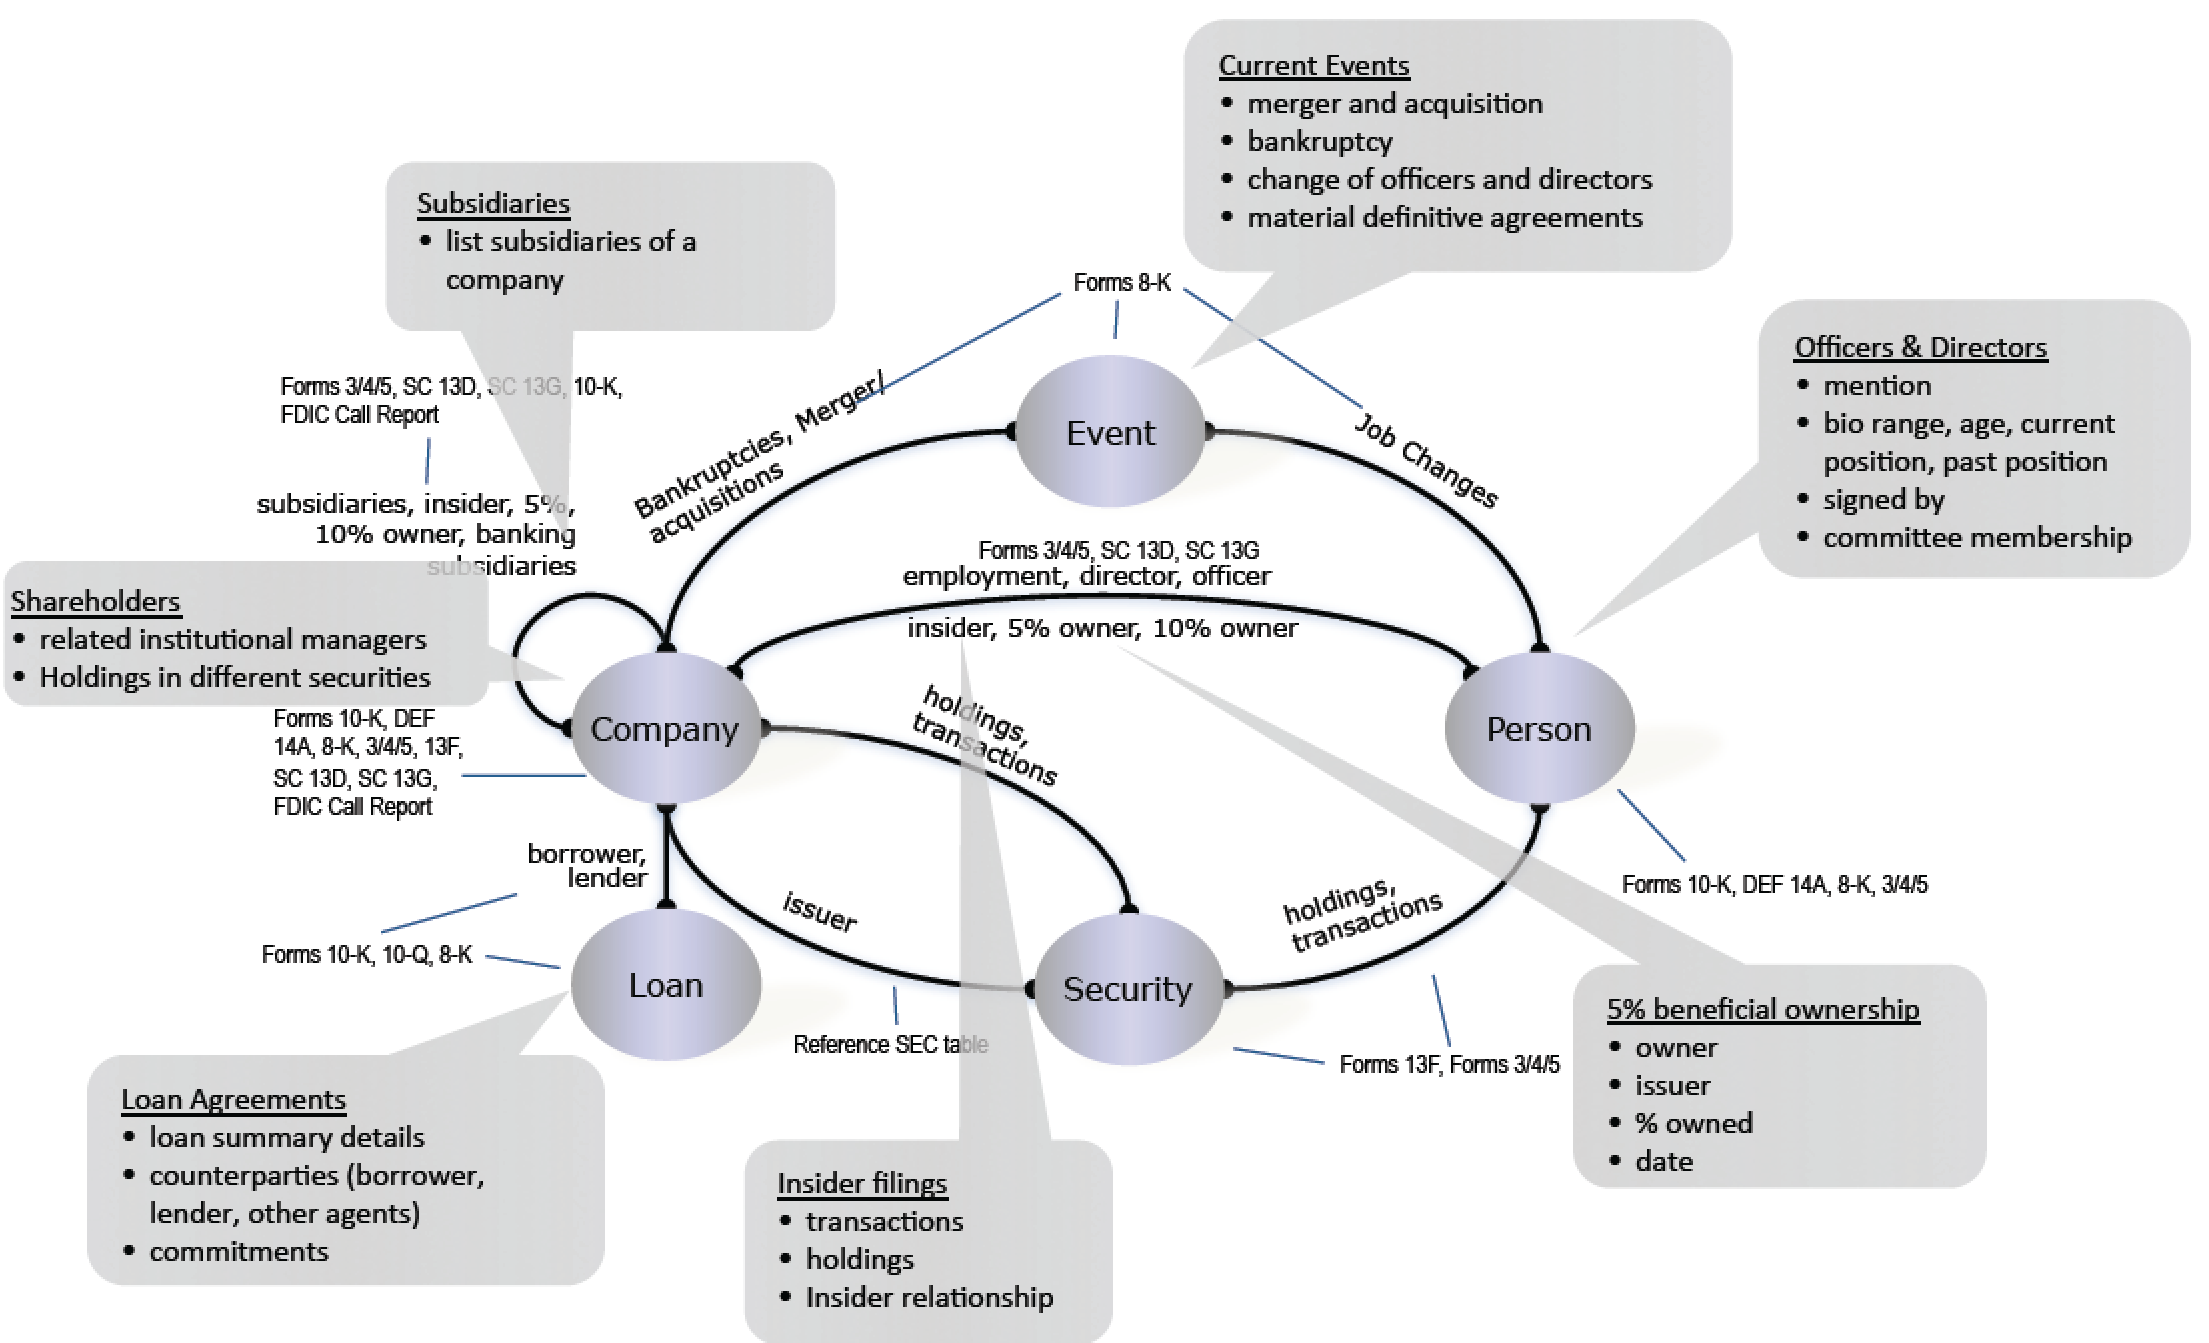 Current Events
• merger and acquisition
• bankruptcy
• change of officers and directors
• material definitive agreements
Subsidiaries
• list subsidiaries of a
company
Forms 8-K
Officers & Directors
• mention
• bio range, age, current
position, past position
• signed by
• committee membership
Forms 3/4/5, SC 13D, SC 13G, 10-K,
FDIC Call Report
Bankruptcies, Merger/
acquisitions
Event
Job Changes
subsidiaries, insider, 5%,
10% owner, banking
subsidiaries
Forms 3/4/5, SC 13D, SC 13G
employment, director, officer
insider, 5% owner, 10% owner
Shareholders
• related institutional managers
• Holdings in different securities
Forms 10-K, DEF
14A, 8-K, 3/4/5, 13F,
SC 13D, SC 13G,
FDIC Call Report
Company
holdings,
transactions
Person
borrower,
lender
issuer
holdings,
transactions
Forms 10-K, DEF 14A, 8-K, 3/4/5
Forms 10-K, 10-Q, 8-K
Loan
Security
Reference SEC table
Forms 13F, Forms 3/4/5
5% beneficial ownership
• owner
• issuer
• % owned
• date
Loan Agreements
• loan summary details
• counterparties (borrower,
lender, other agents)
• commitments
Insider filings
• transactions
• holdings
• Insider relationship